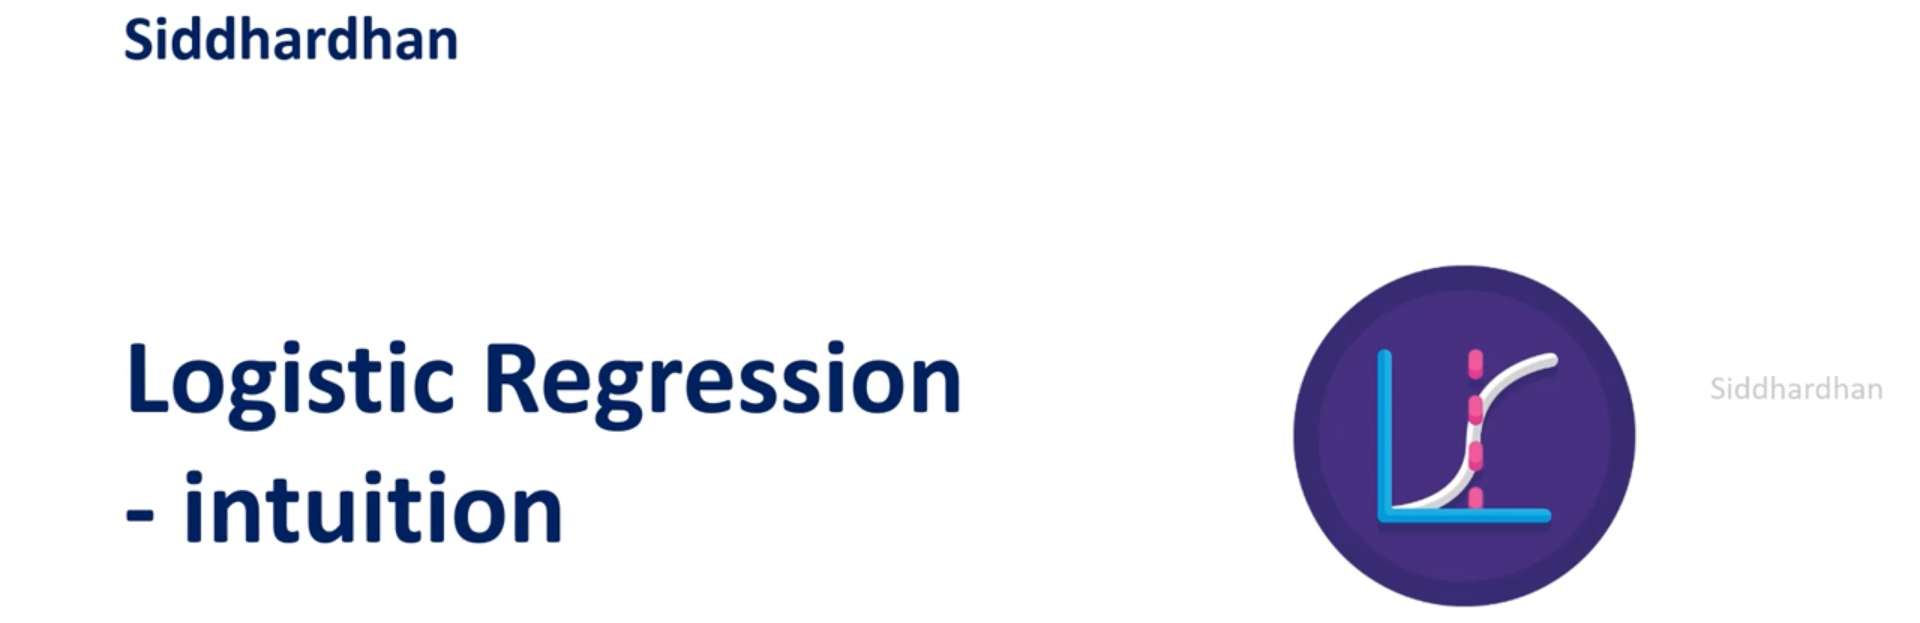 Siddhardhan
Logistic Regression
- intuition
Siddhardhan